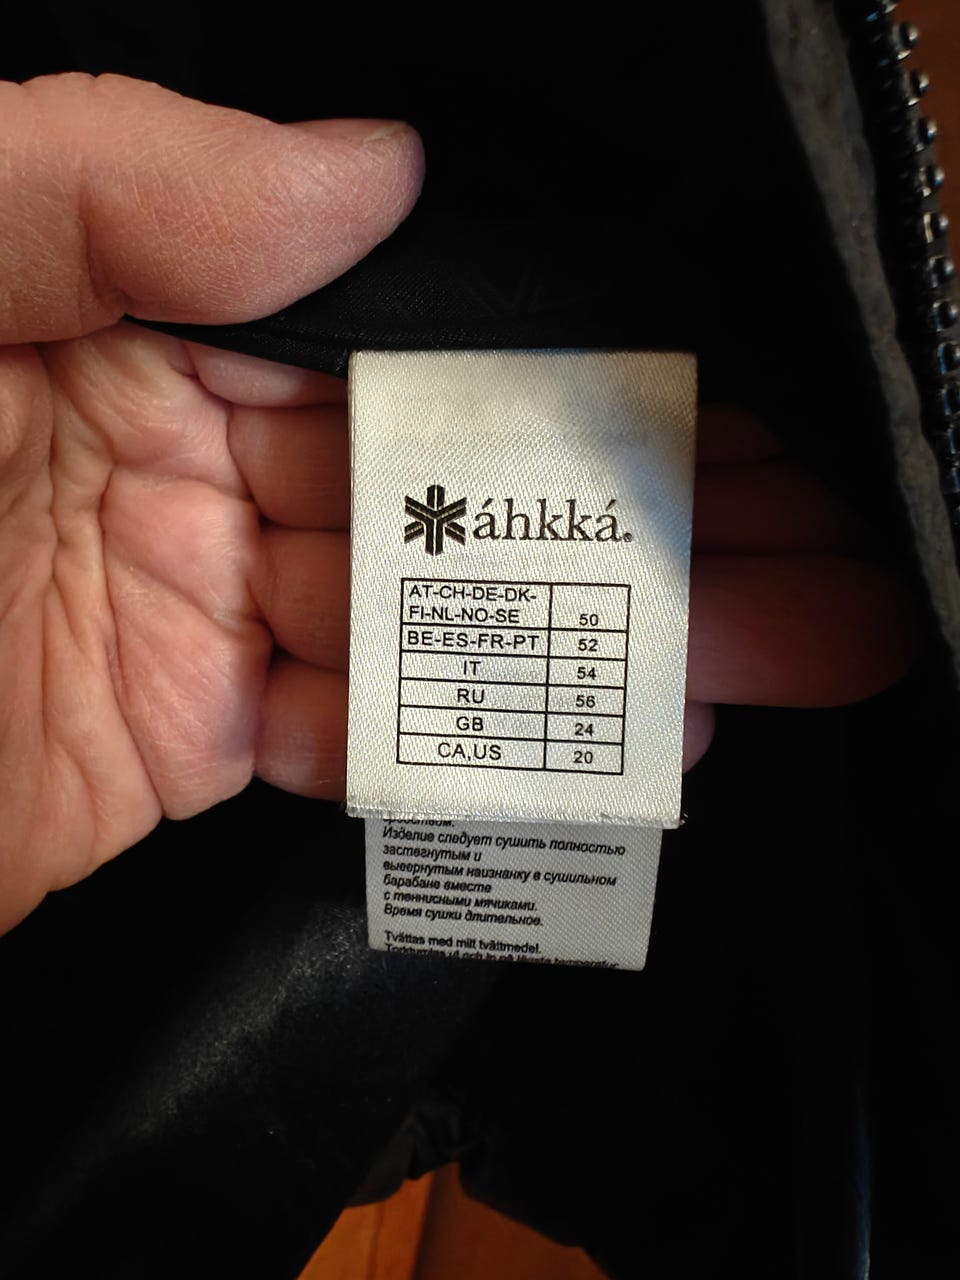 áhkká®
AT-CH-DE-DK-
FI-NL-NO-SE 50
BE-ES-FR-PT 52
IT 54
RU 56
GB 24
CA,US 20
Изделие следует сушить полностью
застегнутым и
вывернутым наизнанку в сушильном
барабане вместе
с теннисными мячиками.
Время сушки длительное.
Tvättas med milt tvättmedel.